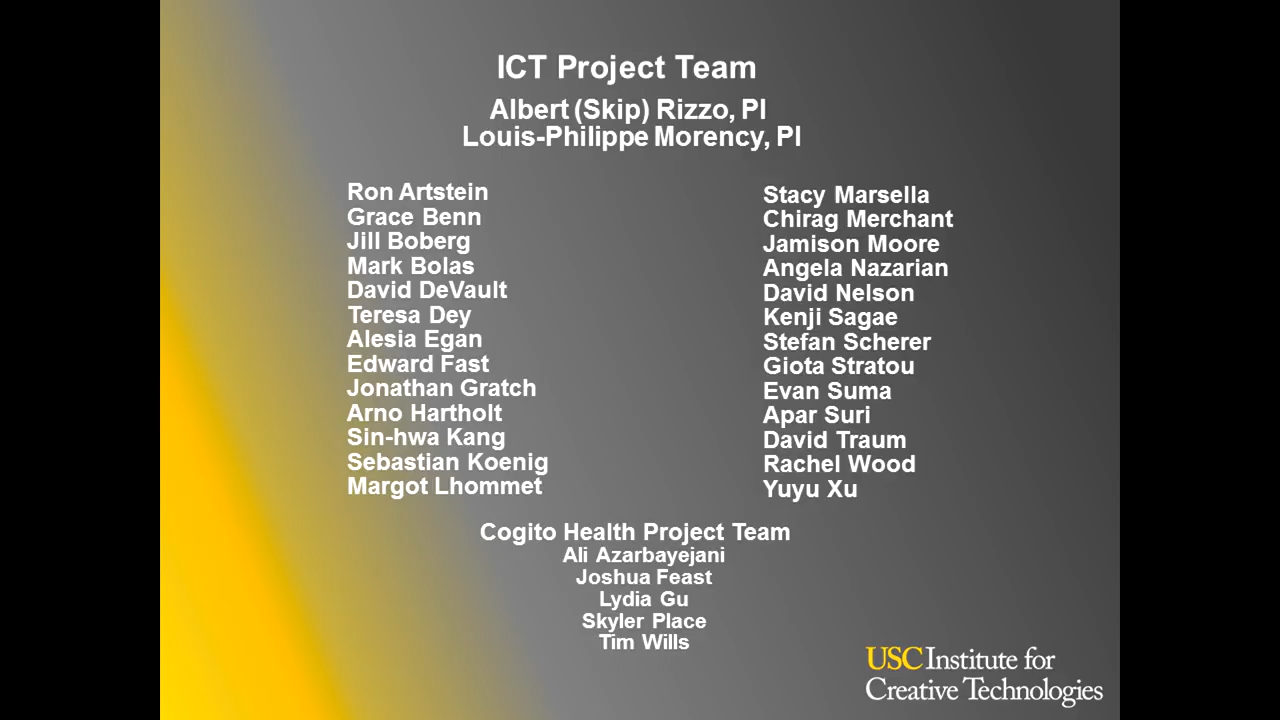 ICT Project Team
Albert (Skip) Rizzo, PI
Louis-Philippe Morency, PI
Ron Artstein
Grace Benn
Jill Boberg
Mark Bolas
David DeVault
Teresa Dey
Alesia Egan
Edward Fast
Jonathan Gratch
Arno Hartholt
Sin-hwa Kang
Sebastian Koenig
Margot Lhommet
Stacy Marsella
Chirag Merchant
Jamison Moore
Angela Nazarian
David Nelson
Kenji Sagae
Stefan Scherer
Giota Stratou
Evan Suma
Apar Suri
David Traum
Rachel Wood
Yuyu Xu
Cogito Health Project Team
Ali Azarbayejani
Joshua Feast
Lydia Gu
Skyler Place
Tim Wills
USC Institute for
Creative Technologies